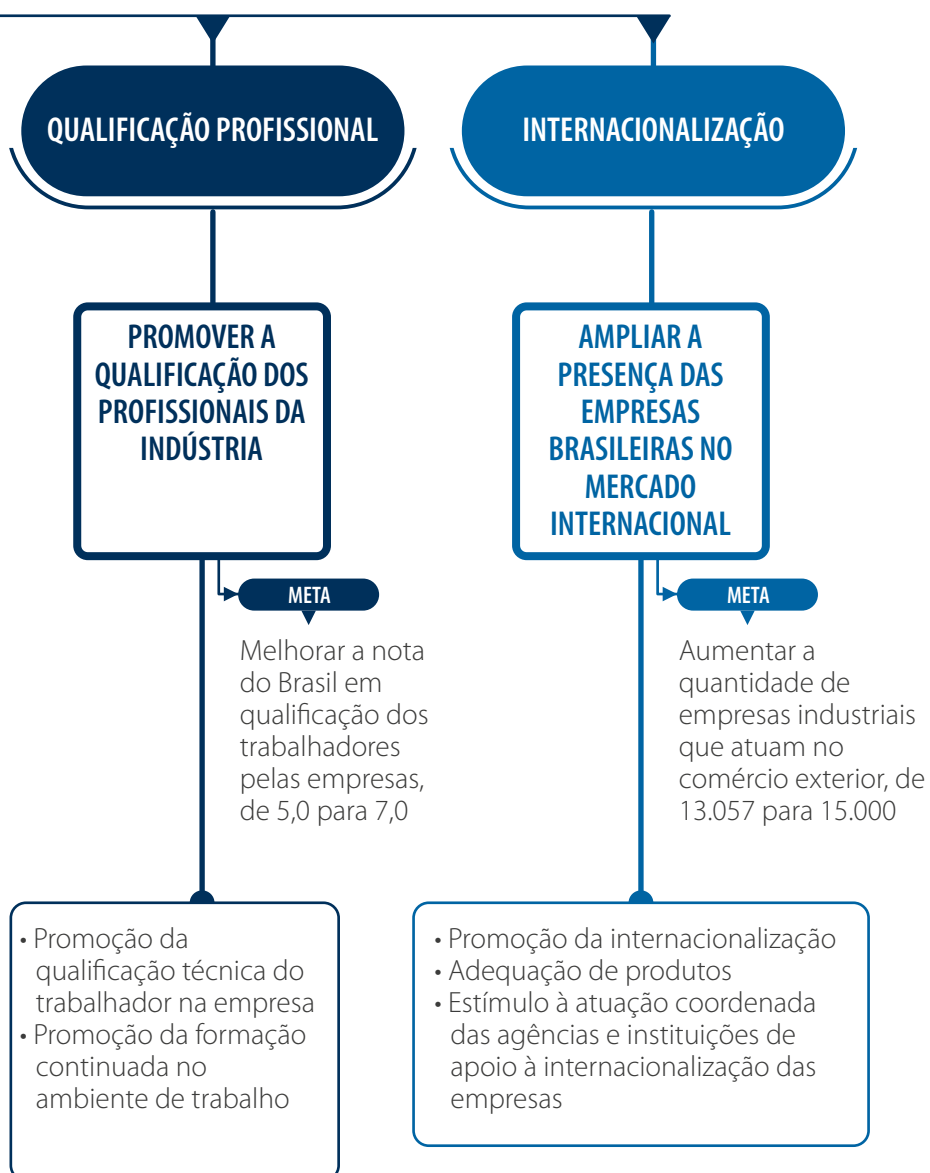 QUALIFICAÇÃO PROFISSIONAL
PROMOVER A
QUALIFICAÇÃO DOS
PROFISSIONAIS DA
INDÚSTRIA
META
Melhorar a nota
do Brasil em
qualificação dos
trabalhadores
pelas empresas,
de 5,0 para 7,0
• Promoção da
qualificação técnica do
trabalhador na empresa
• Promoção da formação
continuada no
ambiente de trabalho
INTERNACIONALIZAÇÃO
AMPLIAR A
PRESENÇA DAS
EMPRESAS
BRASILEIRAS NO
MERCADO
INTERNACIONAL
META
Aumentar a
quantidade de
empresas industriais
que atuam no
comércio exterior, de
13.057 para 15.000
• Promoção da internacionalização
• Adequação de produtos
• Estímulo à atuação coordenada
das agências e instituições de
apoio à internacionalização das
empresas